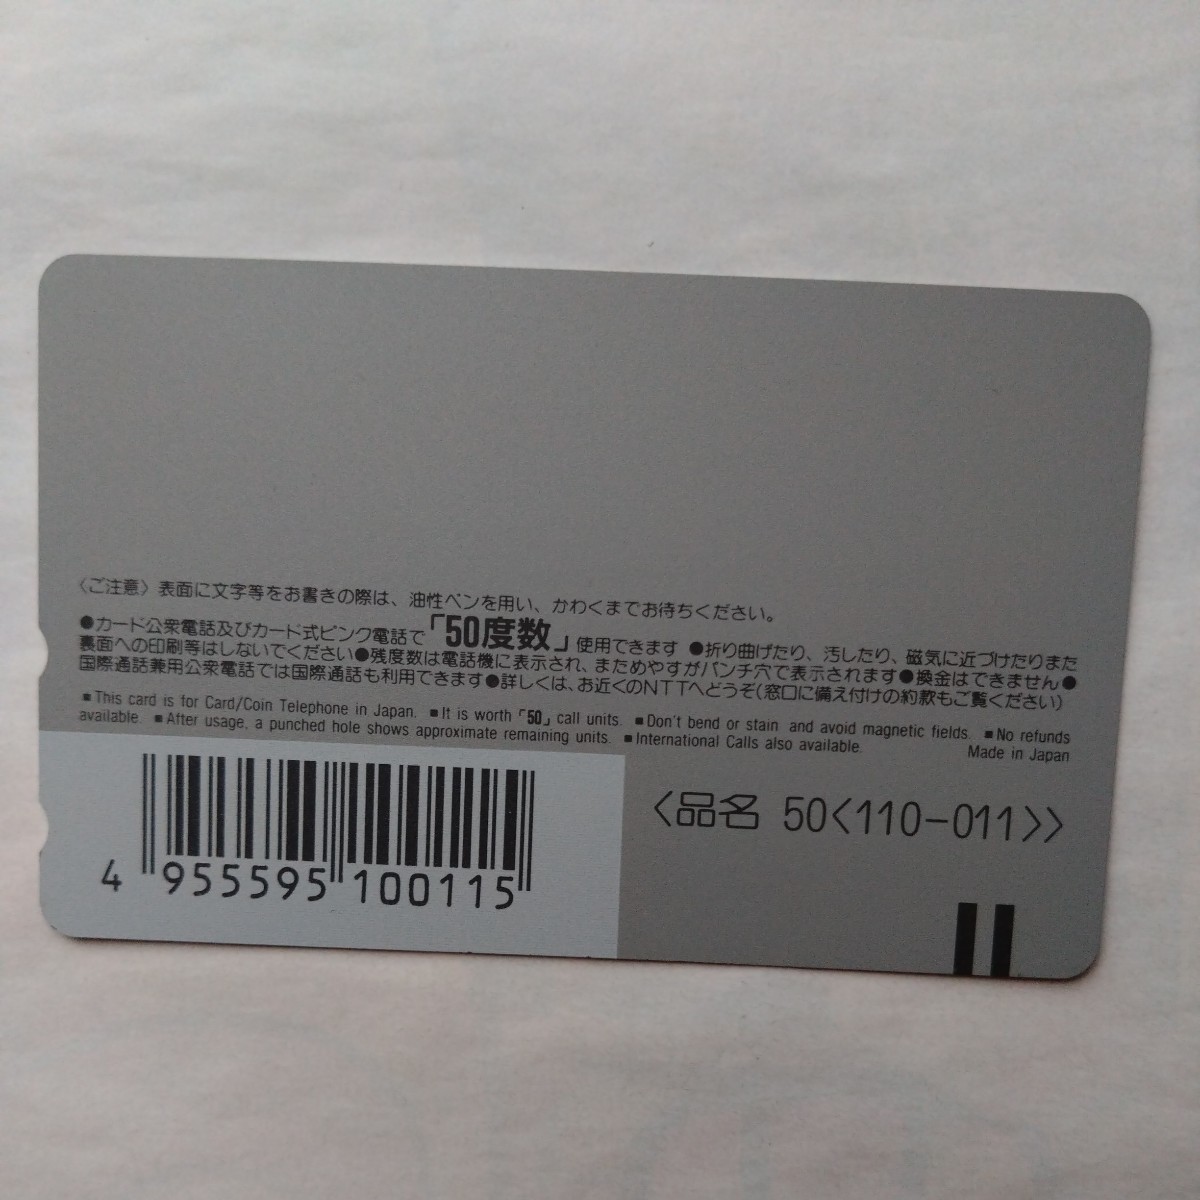 〈ご注意〉表面に文字等をお書きの際は、油性ペンを用い、かわくまでお待ちください。
●カード公衆電話及びカード式ピンク電話で「50度数」使用できます ●折り曲げたり、汚したり、磁気に近づけたりまた
裏面への印刷等はしないでください●残度数は電話機に表示され、まためやすがパンチ穴で表示されます●換金はできません●
国際通話兼用公衆電話では国際通話も利用できます●詳しくは、お近くのNTTへどうぞ(窓口に備え付けの約款もご覧ください)
■This card is for Card/Coin Telephone in Japan. ■It is worth「50」call units. ■Don't bend or stain and avoid magnetic fields. ■No refunds
available. ■After usage, a punched hole shows approximate remaining units. ■International Calls also available. Made in Japan
〈品名 50〈110-011〉〉
4 955595 100115